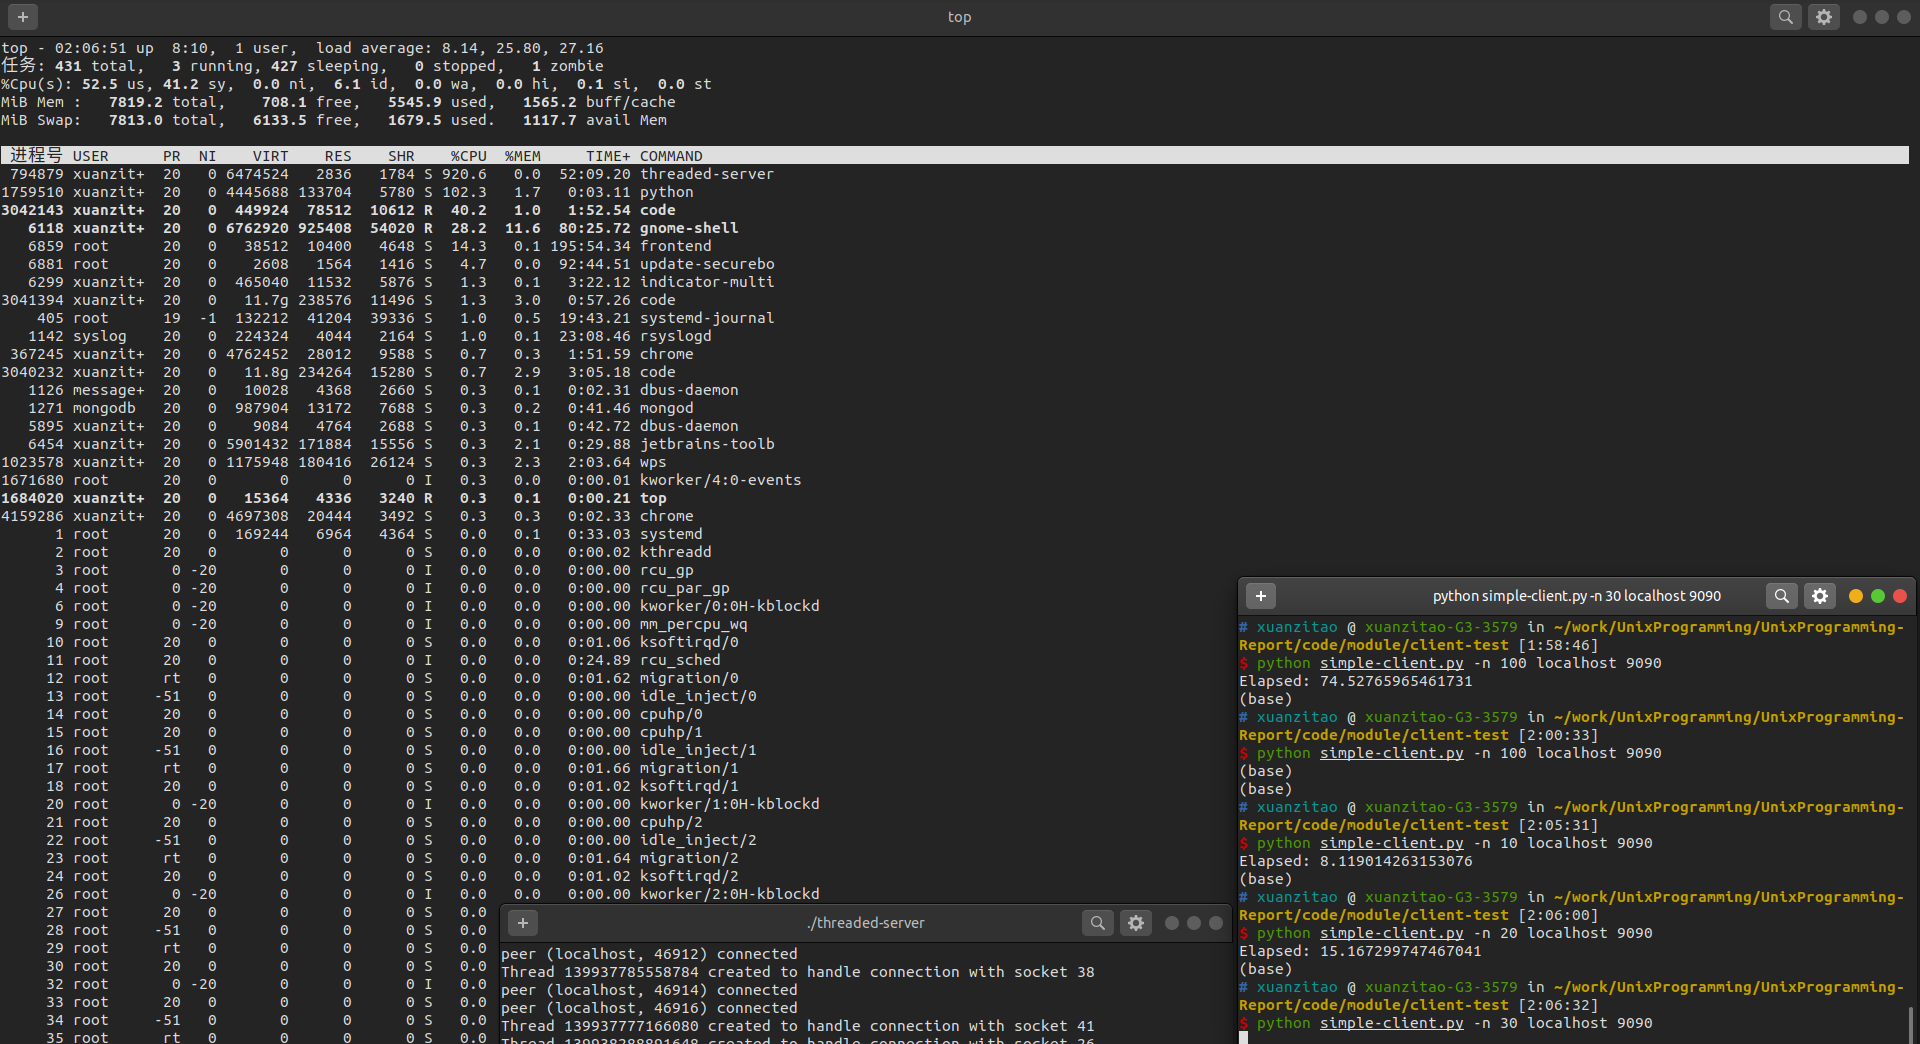 top
top - 02:06:51 up  8:10,  1 user,  load average: 8.14, 25.80, 27.16
任务: 431 total,   3 running, 427 sleeping,   0 stopped,   1 zombie
%Cpu(s): 52.5 us, 41.2 sy,  0.0 ni,  6.1 id,  0.0 wa,  0.0 hi,  0.1 si,  0.0 st
MiB Mem :   7819.2 total,    708.1 free,   5545.9 used,   1565.2 buff/cache
MiB Swap:   7813.0 total,   6133.5 free,   1679.5 used.   1117.7 avail Mem
进程号 USER      PR  NI    VIRT    RES    SHR    %CPU  %MEM     TIME+ COMMAND
794879 xuanzit+  20   0 6474524   2836   1784 S 920.6   0.0  52:09.20 threaded-server
1759510 xuanzit+  20   0 4445688 133704   5780 S 102.3   1.7   0:03.11 python
3042143 xuanzit+  20   0  449924  78512  10612 R  40.2   1.0   1:52.54 code
6118 xuanzit+  20   0 6762920 925408  54020 R  28.2  11.6  80:25.72 gnome-shell
6859 root      20   0   38512  10400   4648 S  14.3   0.1 195:54.34 frontend
6881 root      20   0    2608   1564   1416 S   4.7   0.0  92:44.51 update-securebo
6299 xuanzit+  20   0  465040  11532   5876 S   1.3   0.1   3:22.12 indicator-multi
3041394 xuanzit+  20   0   11.7g 238576  11496 S   1.3   3.0   0:57.26 code
405 root      19  -1  132212  41204  39336 S   1.0   0.5  19:43.21 systemd-journal
1142 syslog    20   0  224324   4044   2164 S   1.0   0.1  23:08.46 rsyslogd
367245 xuanzit+  20   0 4762452  28012   9588 S   0.7   0.3   1:51.59 chrome
3040232 xuanzit+  20   0   11.8g 234264  15280 S   0.7   2.9   3:05.18 code
1126 message+  20   0   10028   4368   2660 S   0.3   0.1   0:02.31 dbus-daemon
1271 mongodb   20   0  987904  13172   7688 S   0.3   0.2   0:41.46 mongod
5895 xuanzit+  20   0    9084   4764   2688 S   0.3   0.1   0:42.72 dbus-daemon
6454 xuanzit+  20   0 5901432 171884  15556 S   0.3   2.1   0:29.88 jetbrains-toolb
1023578 xuanzit+  20   0 1175948 180416  26124 S   0.3   2.3   2:03.64 wps
1671680 root      20   0       0      0      0 I   0.3   0.0   0:00.01 kworker/4:0-events
1684020 xuanzit+  20   0   15364   4336   3240 R   0.3   0.1   0:00.21 top
4159286 xuanzit+  20   0 4697308  20444   3492 S   0.3   0.3   0:02.33 chrome
1 root      20   0  169244   6964   4364 S   0.0   0.1   0:33.03 systemd
2 root      20   0       0      0      0 S   0.0   0.0   0:00.02 kthreadd
3 root       0 -20       0      0      0 I   0.0   0.0   0:00.00 rcu_gp
4 root       0 -20       0      0      0 I   0.0   0.0   0:00.00 rcu_par_gp
6 root       0 -20       0      0      0 I   0.0   0.0   0:00.00 kworker/0:0H-kblockd
9 root       0 -20       0      0      0 I   0.0   0.0   0:00.00 mm_percpu_wq
10 root      20   0       0      0      0 S   0.0   0.0   0:01.06 ksoftirqd/0
11 root      20   0       0      0      0 I   0.0   0.0   0:24.89 rcu_sched
12 root      rt   0       0      0      0 S   0.0   0.0   0:01.62 migration/0
13 root     -51   0       0      0      0 S   0.0   0.0   0:00.00 idle_inject/0
14 root      20   0       0      0      0 S   0.0   0.0   0:00.00 cpuhp/0
15 root      20   0       0      0      0 S   0.0   0.0   0:00.00 cpuhp/1
16 root     -51   0       0      0      0 S   0.0   0.0   0:00.00 idle_inject/1
17 root      rt   0       0      0      0 S   0.0   0.0   0:01.66 migration/1
18 root      20   0       0      0      0 S   0.0   0.0   0:01.02 ksoftirqd/1
20 root       0 -20       0      0      0 I   0.0   0.0   0:00.00 kworker/1:0H-kblockd
21 root      20   0       0      0      0 S   0.0   0.0   0:00.00 cpuhp/2
22 root     -51   0       0      0      0 S   0.0   0.0   0:00.00 idle_inject/2
23 root      rt   0       0      0      0 S   0.0   0.0   0:01.64 migration/2
24 root      20   0       0      0      0 S   0.0   0.0   0:01.02 ksoftirqd/2
26 root       0 -20       0      0      0 I   0.0   0.0   0:00.00 kworker/2:0H-kblockd
27 root      20   0       0      0      0 S   0.0
28 root     -51   0       0      0      0 S   0.0
29 root      rt   0       0      0      0 S   0.0
30 root      20   0       0      0      0 S   0.0
32 root       0 -20       0      0      0 I   0.0
33 root      20   0       0      0      0 S   0.0
34 root     -51   0       0      0      0 S   0.0
35 root      rt   0       0      0      0 S   0.0
./threaded-server
peer (localhost, 46912) connected
Thread 139937785558784 created to handle connection with socket 38
peer (localhost, 46914) connected
peer (localhost, 46916) connected
Thread 139937777166080 created to handle connection with socket 41
Thread 139938288891648 created to handle connection with socket 26
python simple-client.py -n 30 localhost 9090
# xuanzitao @ xuanzitao-G3-3579 in ~/work/UnixProgramming/UnixProgramming-
Report/code/module/client-test [1:58:46]
$ python simple-client.py -n 100 localhost 9090
Elapsed: 74.52765965461731
(base)
# xuanzitao @ xuanzitao-G3-3579 in ~/work/UnixProgramming/UnixProgramming-
Report/code/module/client-test [2:00:33]
$ python simple-client.py -n 100 localhost 9090
(base)
(base)
# xuanzitao @ xuanzitao-G3-3579 in ~/work/UnixProgramming/UnixProgramming-
Report/code/module/client-test [2:05:31]
$ python simple-client.py -n 10 localhost 9090
Elapsed: 8.119014263153076
(base)
# xuanzitao @ xuanzitao-G3-3579 in ~/work/UnixProgramming/UnixProgramming-
Report/code/module/client-test [2:06:00]
$ python simple-client.py -n 20 localhost 9090
Elapsed: 15.167299747467041
(base)
# xuanzitao @ xuanzitao-G3-3579 in ~/work/UnixProgramming/UnixProgramming-
Report/code/module/client-test [2:06:32]
$ python simple-client.py -n 30 localhost 9090